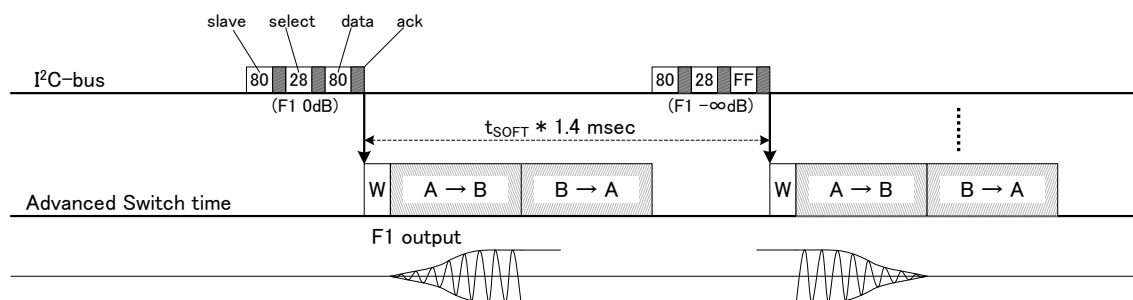 slave select data ack
I²C-bus 80 28 80 80 28 FF
(F1 0dB) (F1 -∞dB)
tSOFT * 1.4 msec
W A → B B → A W A → B B → A
Advanced Switch time
F1 output